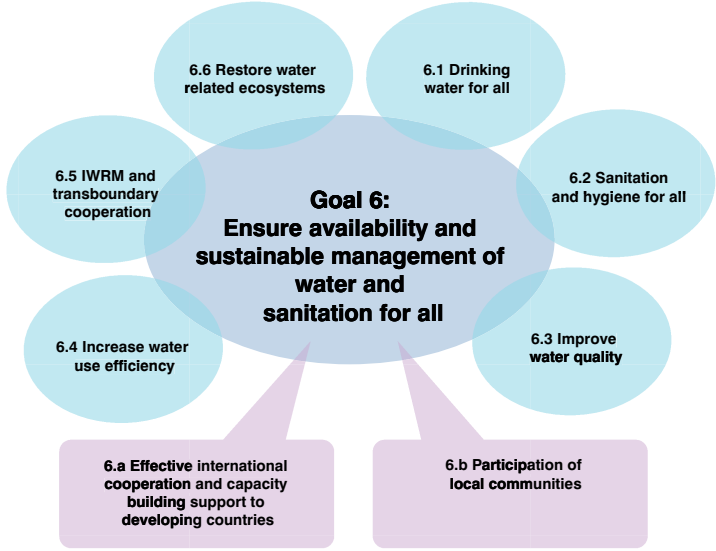 6.6 Restore water
related ecosystems
6.1 Drinking
water for all
6.5 IWRM and
transboundary
cooperation
6.2 Sanitation
and hygiene for all
Goal 6:
Ensure availability and
sustainable management of
water and
sanitation for all
6.4 Increase water
use efficiency
6.3 Improve
water quality
6.a Effective international
cooperation and capacity
building support to
developing countries
6.b Participation of
local communities